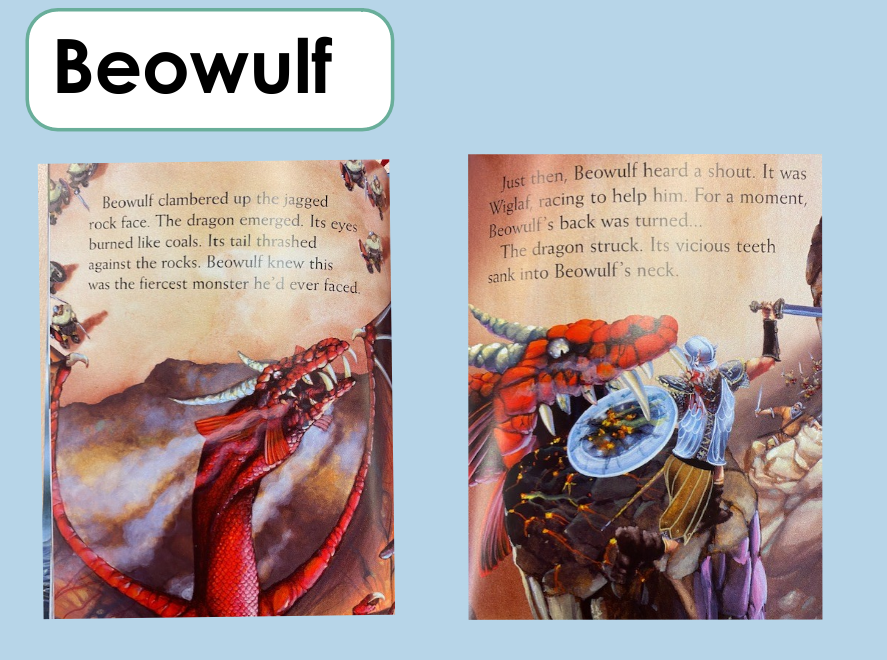 Beowulf
Beowulf clambered up the jagged
rock face. The dragon emerged. Its eyes
burned like coals. Its tail thrashed
against the rocks. Beowulf knew this
was the fiercest monster he'd ever faced.
Just then, Beowulf heard a shout. It was
Wiglaf, racing to help him. For a moment,
Beowulf's back was turned...
The dragon struck. Its vicious teeth
sank into Beowulf's neck.